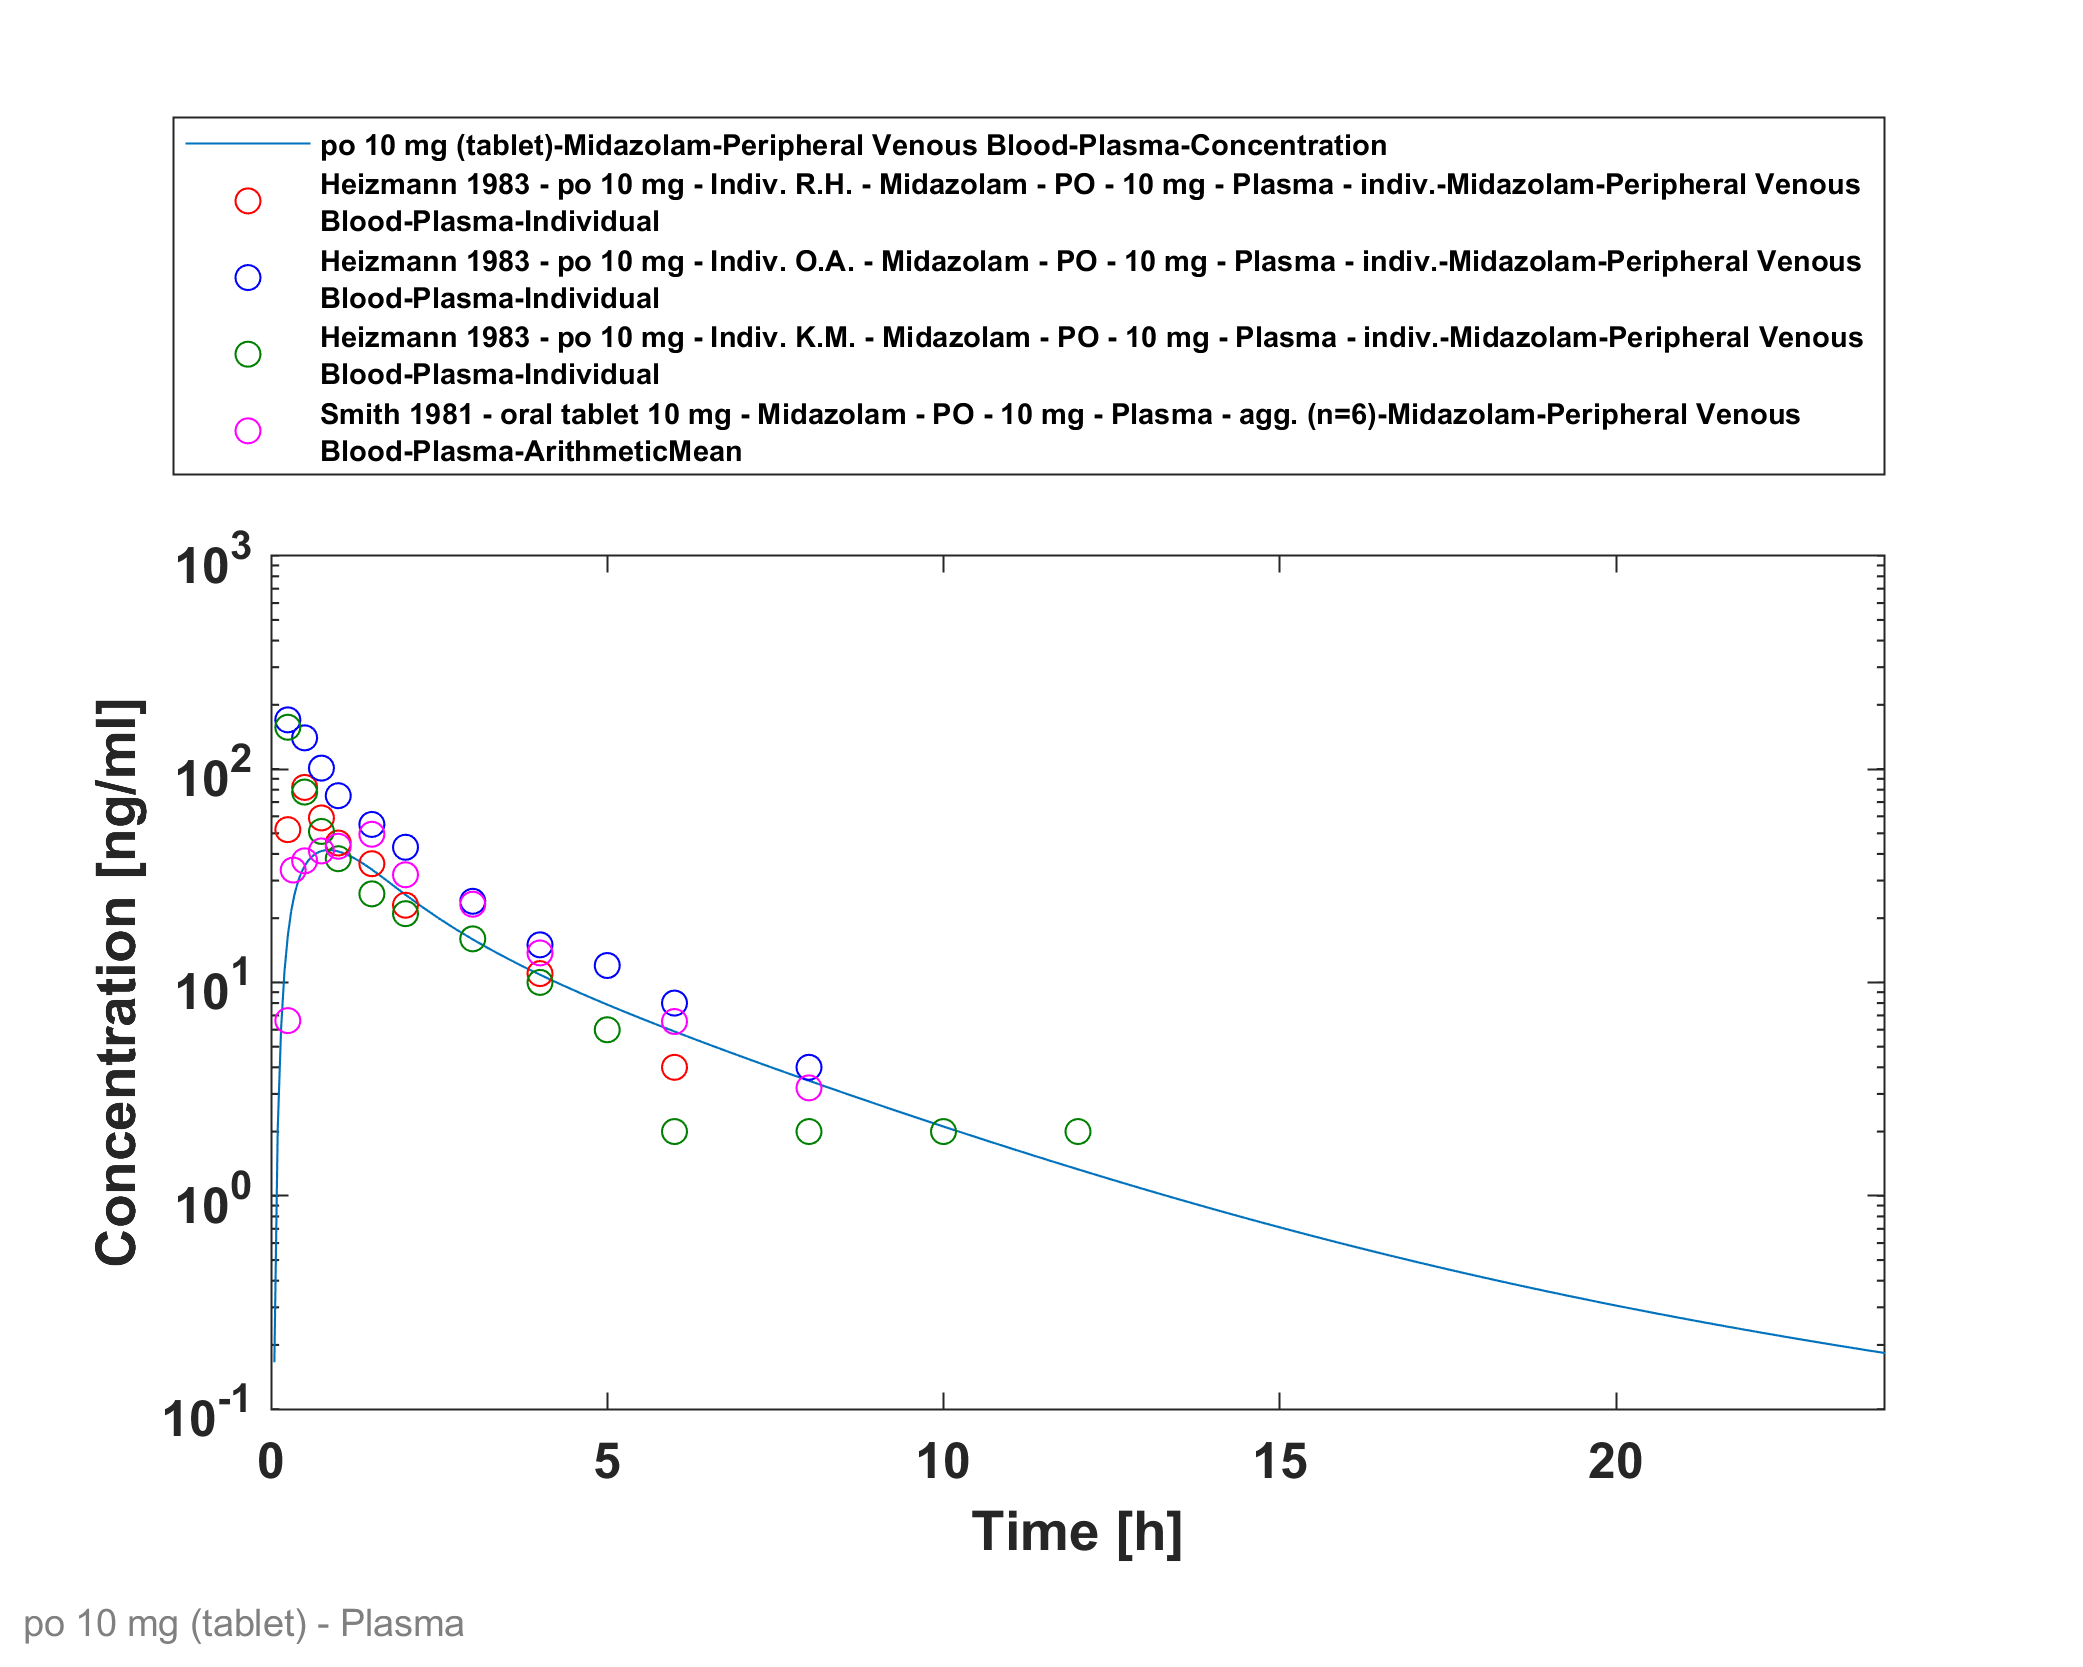 po 10 mg (tablet)-Midazolam-Peripheral Venous Blood-Plasma-Concentration
Heizmann 1983 - po 10 mg - Indiv. R.H. - Midazolam - PO - 10 mg - Plasma - indiv.-Midazolam-Peripheral Venous
Blood-Plasma-Individual
Heizmann 1983 - po 10 mg - Indiv. O.A. - Midazolam - PO - 10 mg - Plasma - indiv.-Midazolam-Peripheral Venous
Blood-Plasma-Individual
Heizmann 1983 - po 10 mg - Indiv. K.M. - Midazolam - PO - 10 mg - Plasma - indiv.-Midazolam-Peripheral Venous
Blood-Plasma-Individual
Smith 1981 - oral tablet 10 mg - Midazolam - PO - 10 mg - Plasma - agg. (n=6)-Midazolam-Peripheral Venous
Blood-Plasma-ArithmeticMean
10^3
10^2
10^1
10^0
10^-1
Concentration [ng/ml]
0 5 10 15 20
Time [h]
po 10 mg (tablet) - Plasma